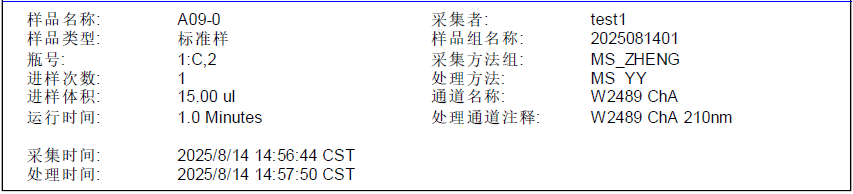 样品名称: A09-0 采集者: test1
样品类型: 标准样 样品组名称: 2025081401
瓶号: 1:C,2 采集方法组: MS_ZHENG
进样次数: 1 处理方法: MS_YY
进样体积: 15.00 ul 通道名称: W2489 ChA
运行时间: 1.0 Minutes 处理通道注释: W2489 ChA 210nm
采集时间: 2025/8/14 14:56:44 CST
处理时间: 2025/8/14 14:57:50 CST